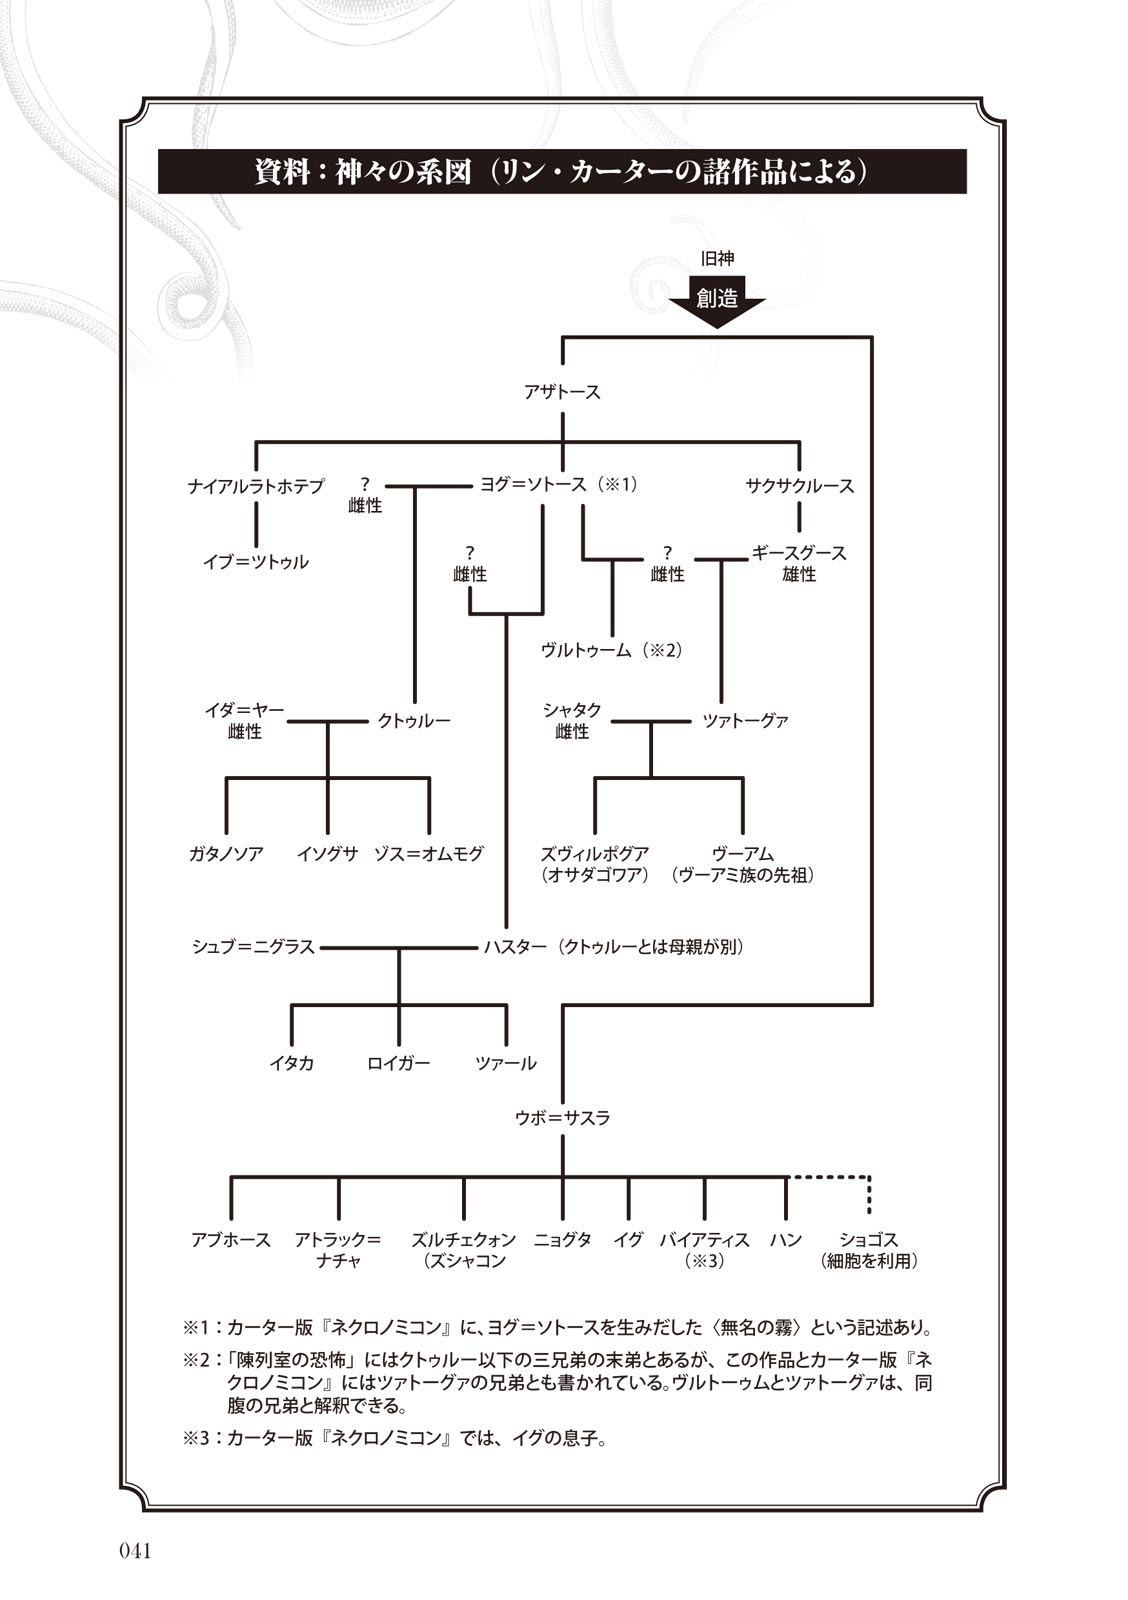 資料：神々の系図（リン・カーターの諸作品による）
旧神
創造
アザトース
ナイアルラトホテプ
?
雌性
ヨグ＝ソトース（※1）
サクサクルース
イブ＝ツトゥル
?
雌性
?
雌性
ギースグース
雄性
ヴルトゥーム（※2）
イダ＝ヤー
雌性
クトゥルー
シャタク
雌性
ツァトーグァ
ガタノソア
イソグサ
ゾス＝オムモグ
ズヴィルポグア
（オサダゴワア）
ヴーアム
（ヴーアミ族の先祖）
シュブ＝ニグラス
ハスター（クトゥルーとは母親が別）
イタカ
ロイガー
ツァール
ウボ＝サスラ
アブホース
アトラック＝
ナチャ
ズルチェクォン
（ズシャコン
ニョグタ
イグ
バイアティス
（※3）
ハン
ショゴス
（細胞を利用）
※1：カーター版『ネクロノミコン』に、ヨグ＝ソトースを生みだした〈無名の霧〉という記述あり。
※2：「陳列室の恐怖」にはクトゥルー以下の三兄弟の末弟とあるが、この作品とカーター版『ネ
クロノミコン』にはツァトーグァの兄弟とも書かれている。ヴルトーゥムとツァトーグァは、同
腹の兄弟と解釈できる。
※3：カーター版『ネクロノミコン』では、イグの息子。
041